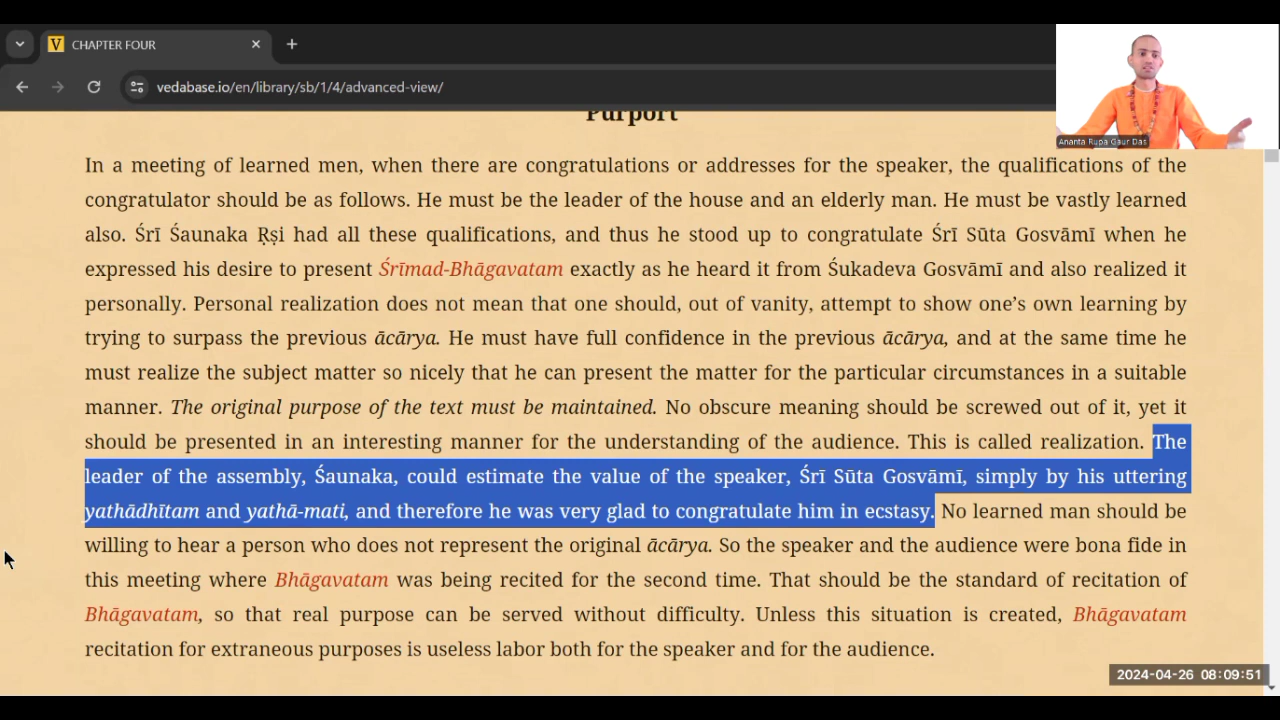 CHAPTER FOUR
vedabase.io/en/library/sb/1/4/advanced-view/
Ananta Rupa Gaur Das
Purport
In a meeting of learned men, when there are congratulations or addresses for the speaker, the qualifications of the
congratulator should be as follows. He must be the leader of the house and an elderly man. He must be vastly learned
also. Śrī Śaunaka Ṛṣi had all these qualifications, and thus he stood up to congratulate Śrī Sūta Gosvāmī when he
expressed his desire to present Śrīmad-Bhāgavatam exactly as he heard it from Śukadeva Gosvāmī and also realized it
personally. Personal realization does not mean that one should, out of vanity, attempt to show one’s own learning by
trying to surpass the previous ācārya. He must have full confidence in the previous ācārya, and at the same time he
must realize the subject matter so nicely that he can present the matter for the particular circumstances in a suitable
manner. The original purpose of the text must be maintained. No obscure meaning should be screwed out of it, yet it
should be presented in an interesting manner for the understanding of the audience. This is called realization. The
leader of the assembly, Śaunaka, could estimate the value of the speaker, Śrī Sūta Gosvāmī, simply by his uttering
yathādhītam and yathā-mati, and therefore he was very glad to congratulate him in ecstasy. No learned man should be
willing to hear a person who does not represent the original ācārya. So the speaker and the audience were bona fide in
this meeting where Bhāgavatam was being recited for the second time. That should be the standard of recitation of
Bhāgavatam, so that real purpose can be served without difficulty. Unless this situation is created, Bhāgavatam
recitation for extraneous purposes is useless labor both for the speaker and for the audience.
2024-04-26 08:09:51